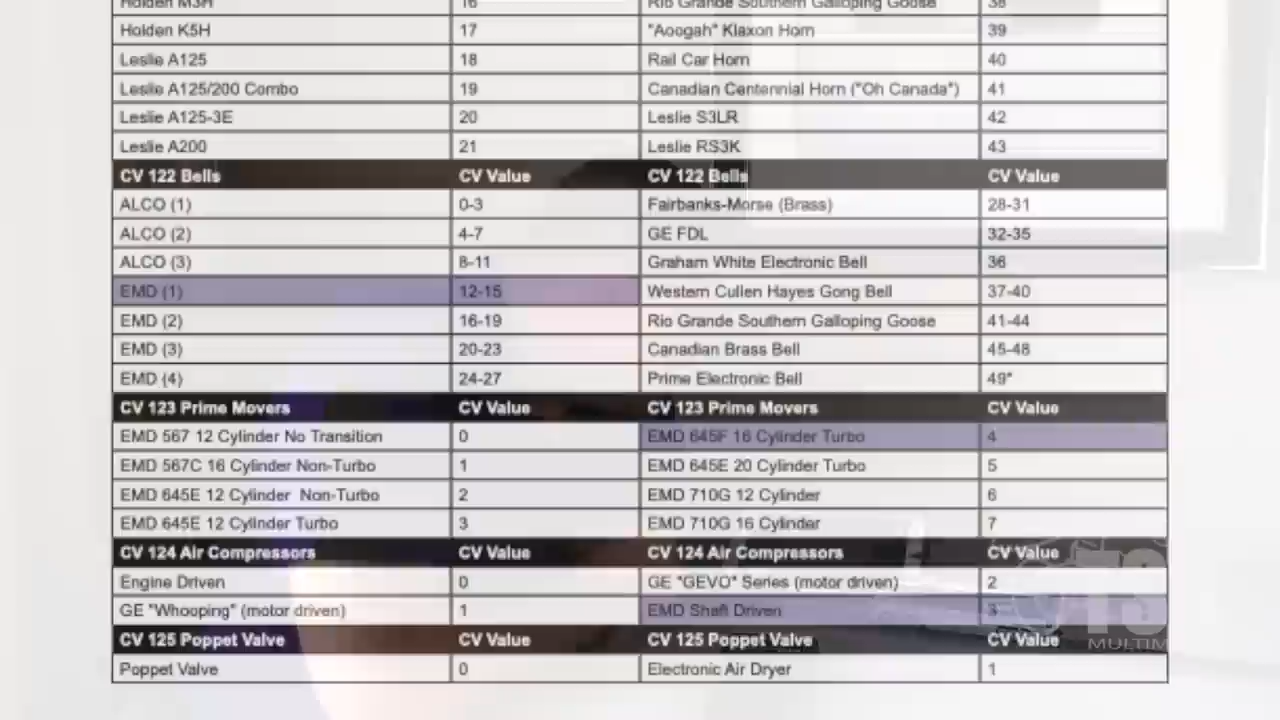 Holden M3H 16 Rio Grande Southern Galloping Goose 38
Holden K5H 17 "Aoogah" Klaxon Horn 39
Leslie A125 18 Rail Car Horn 40
Leslie A125/200 Combo 19 Canadian Centennial Horn ("Oh Canada") 41
Leslie A125-3E 20 Leslie S3LR 42
Leslie A200 21 Leslie RS3K 43
CV 122 Bells CV Value CV 122 Bells CV Value
ALCO (1) 0-3 Fairbanks-Morse (Brass) 28-31
ALCO (2) 4-7 GE FDL 32-35
ALCO (3) 8-11 Graham White Electronic Bell 36
EMD (1) 12-15 Western Cullen Hayes Gong Bell 37-40
EMD (2) 16-19 Rio Grande Southern Galloping Goose 41-44
EMD (3) 20-23 Canadian Brass Bell 45-48
EMD (4) 24-27 Prime Electronic Bell 49*
CV 123 Prime Movers CV Value CV 123 Prime Movers CV Value
EMD 567 12 Cylinder No Transition 0 EMD 645F 16 Cylinder Turbo 4
EMD 567C 16 Cylinder Non-Turbo 1 EMD 645E 20 Cylinder Turbo 5
EMD 645E 12 Cylinder Non-Turbo 2 EMD 710G 12 Cylinder 6
EMD 645E 12 Cylinder Turbo 3 EMD 710G 16 Cylinder 7
CV 124 Air Compressors CV Value CV 124 Air Compressors CV Value
Engine Driven 0 GE "GEVO" Series (motor driven) 2
GE "Whooping" (motor driven) 1 EMD Shaft Driven 3
CV 125 Poppet Valve CV Value CV 125 Poppet Valve CV Value
Poppet Valve 0 Electronic Air Dryer 1